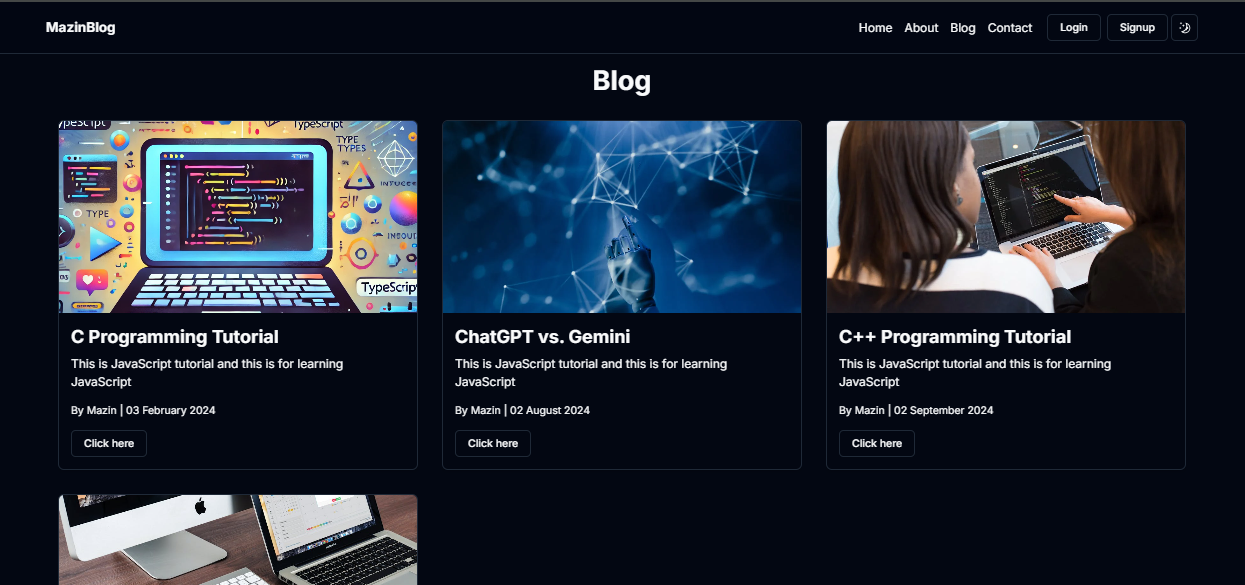 MazinBlog
Home About Blog Contact Login Signup
Blog
TypeScript
TYPE
TYPES
TYPE
TypeScript
C Programming Tutorial
This is JavaScript tutorial and this is for learning
JavaScript
By Mazin | 03 February 2024
Click here
ChatGPT vs. Gemini
This is JavaScript tutorial and this is for learning
JavaScript
By Mazin | 02 August 2024
Click here
C++ Programming Tutorial
This is JavaScript tutorial and this is for learning
JavaScript
By Mazin | 02 September 2024
Click here